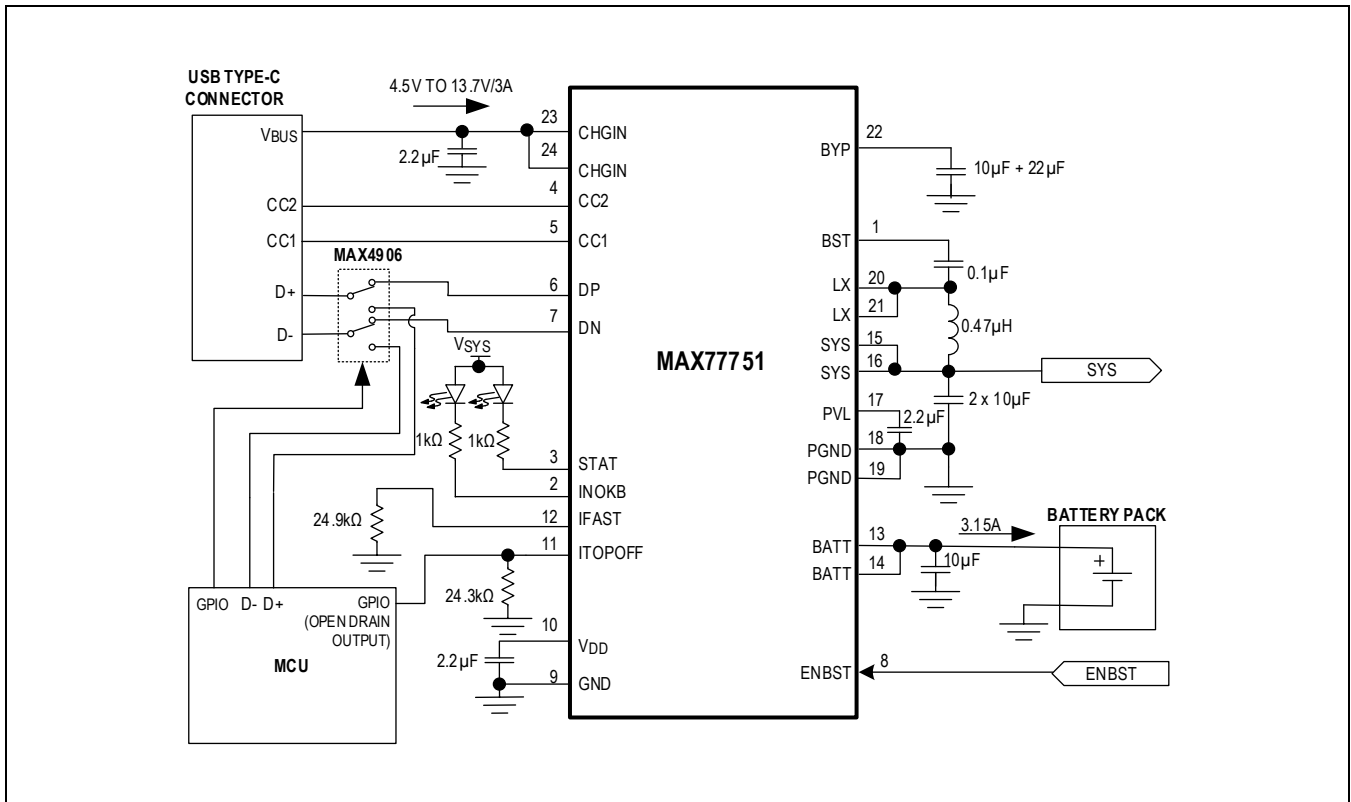 USB TYPE-C
CONNECTOR
4.5V TO 13.7V/3A
VBUS
2.2µF
CC2
CC1
D+
D-
MAX4906
VSYS
1kΩ
1kΩ
24.9kΩ
24.3kΩ
2.2µF
GPIO
D-
D+
GPIO
(OPEN DRAIN
OUTPUT)
MCU
23
CHGIN
24
CHGIN
4
CC2
5
CC1
6
DP
7
DN
3
STAT
2
INOKB
12
IFAST
11
ITOPOFF
10
VDD
9
GND
MAX77751
22
BYP
10µF + 22µF
1
BST
0.1µF
20
LX
21
LX
0.47µH
15
SYS
16
SYS
SYS
2 x 10µF
17
PVL
2.2µF
18
PGND
19
PGND
BATTERY PACK
3.15A
13
BATT
14
BATT
10µF
+
8
ENBST
ENBST